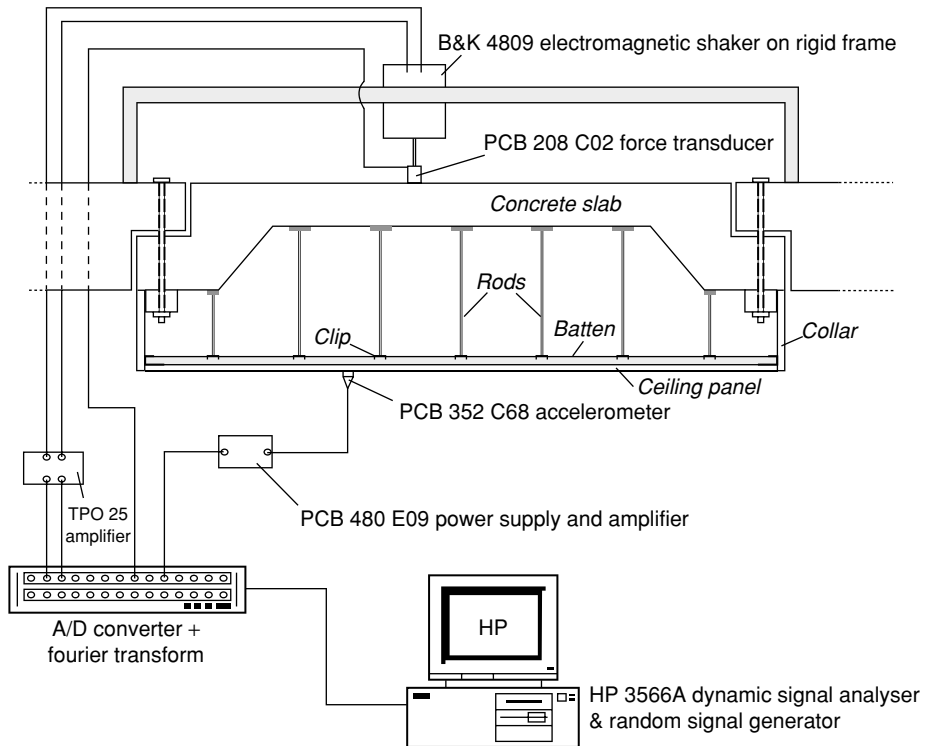 B&K 4809 electromagnetic shaker on rigid frame
PCB 208 C02 force transducer
Concrete slab
Rods
Clip
Batten
Collar
Ceiling panel
PCB 352 C68 accelerometer
TPO 25
amplifier
PCB 480 E09 power supply and amplifier
A/D converter +
fourier transform
HP
HP 3566A dynamic signal analyser
& random signal generator